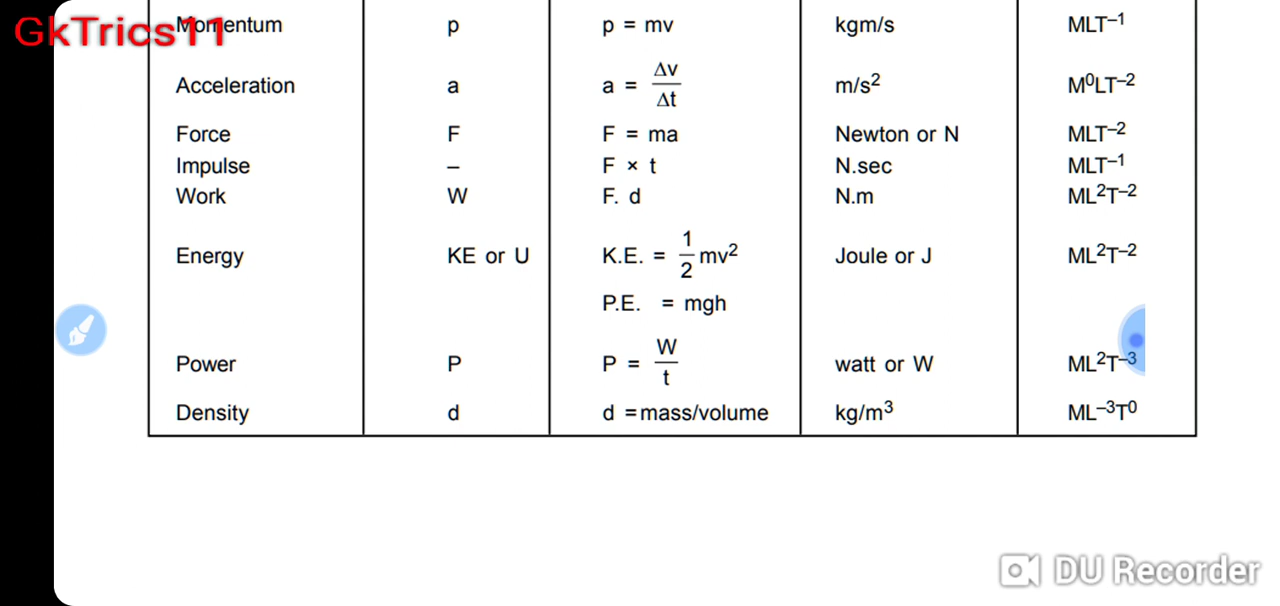 GkTrics11
Momentum p p = mv kgm/s MLT–1
Acceleration a a = Δv/Δt m/s2 M0LT–2
Force F F = ma Newton or N MLT–2
Impulse – F × t N.sec MLT–1
Work W F. d N.m ML2T–2
Energy KE or U K.E. = 1/2 mv2 Joule or J ML2T–2
P.E. = mgh
Power P P = W/t watt or W ML2T–3
Density d d =mass/volume kg/m3 ML–3T0
DU Recorder